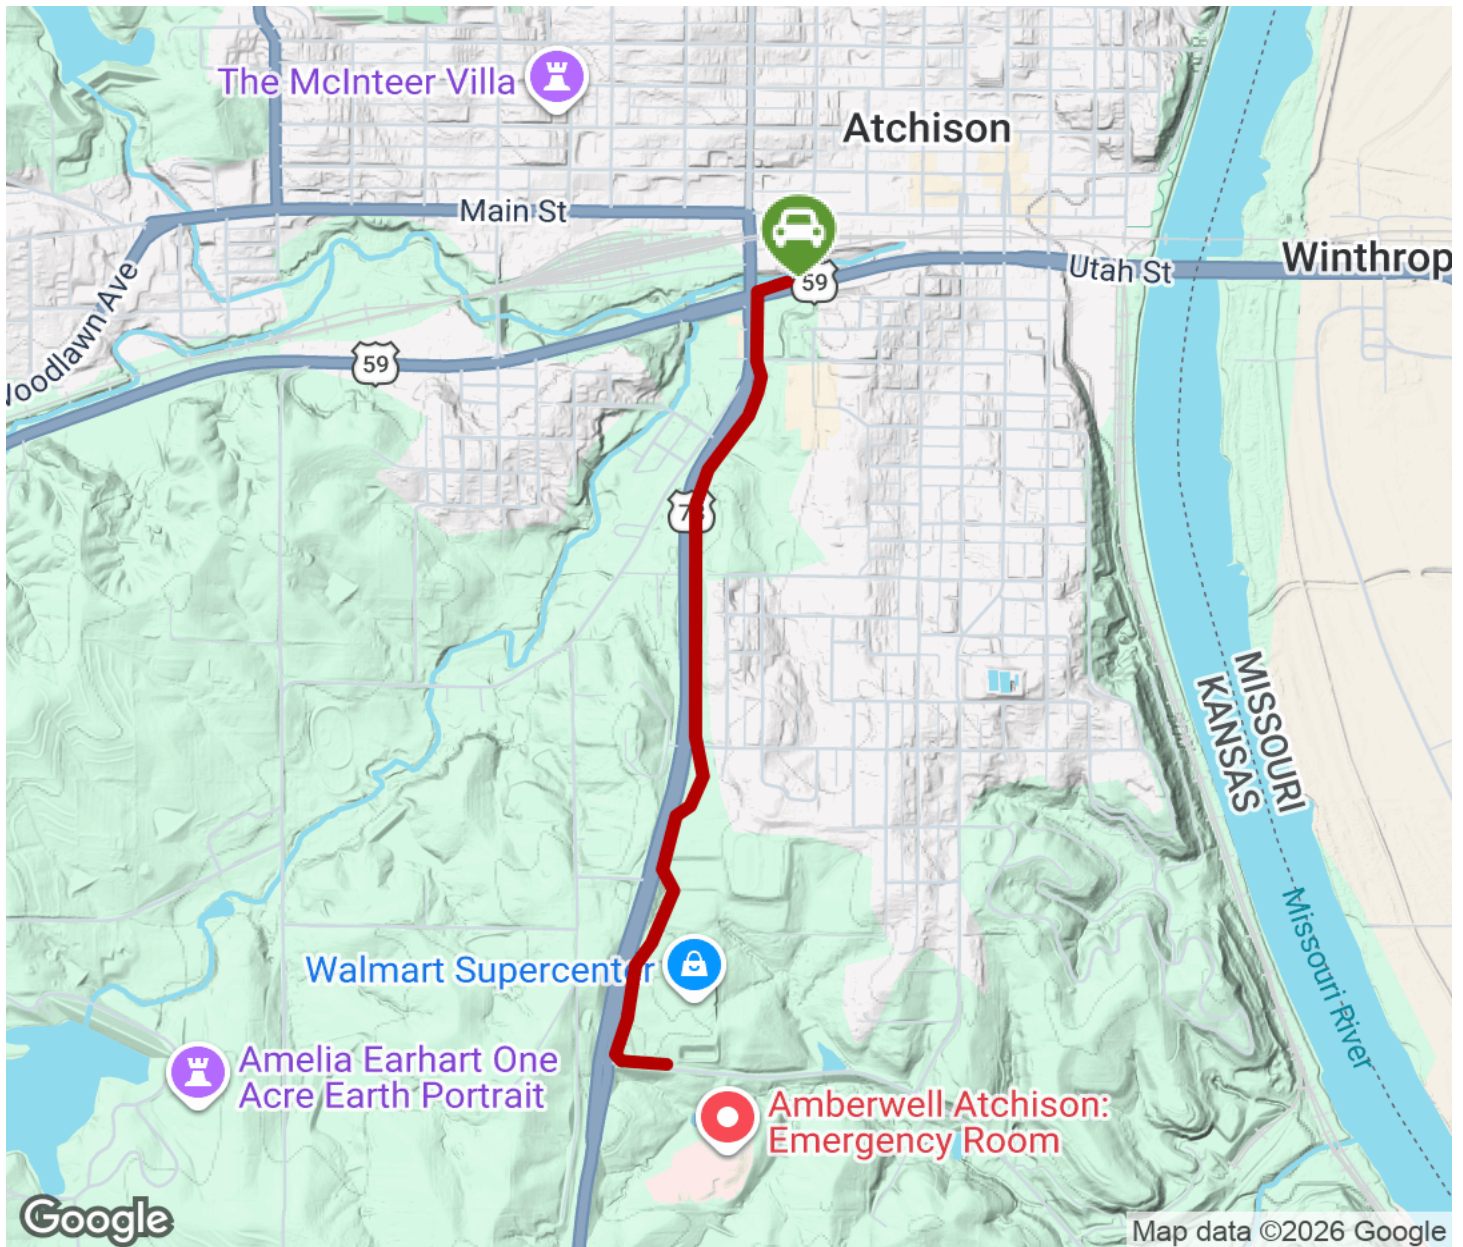 The McInteer Villa
Atchison
Main St
Winthrop
Utah St
59
Woodlawn Ave
59
MISSOURI
KANSAS
Walmart Supercenter
Missouri River
Amelia Earhart One
Acre Earth Portrait
Amberwell Atchison:
Emergency Room
Google
Map data ©2026 Google